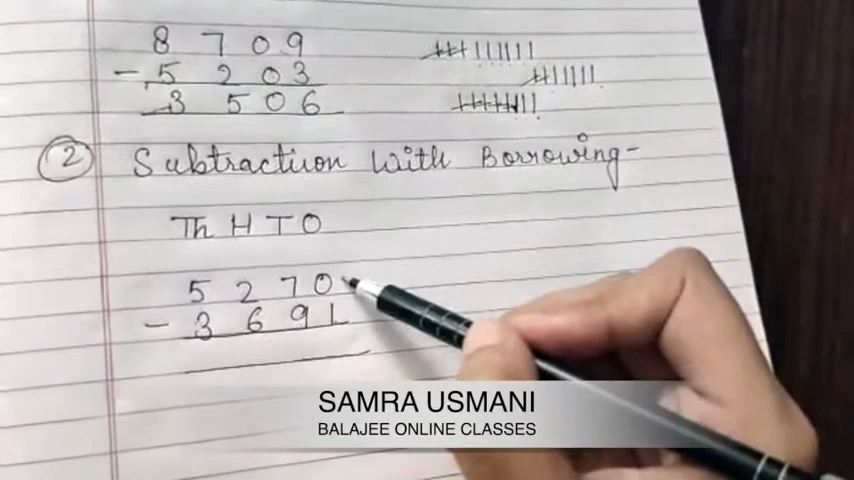 8 7 0 9
- 5 2 0 3
3 5 0 6
2 Subtraction With Borrowing-
Th H T O
5 2 7 0
- 3 6 9 1
SAMRA USMANI
BALAJEE ONLINE CLASSES